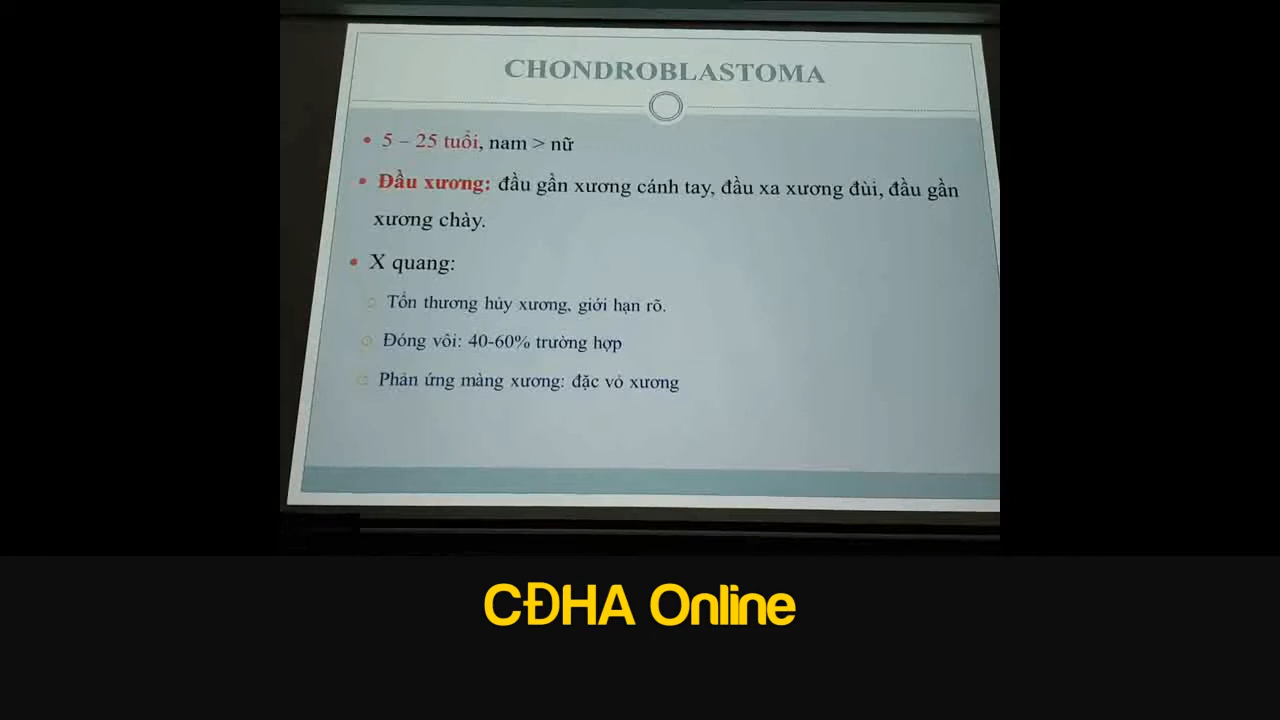 CHONDROBLASTOMA
• 5 – 25 tuổi, nam > nữ
• Đầu xương: đầu gần xương cánh tay, đầu xa xương đùi, đầu gần
xương chày.
• X quang:
○ Tổn thương hủy xương, giới hạn rõ.
○ Đóng vôi: 40-60% trường hợp
○ Phản ứng màng xương: đặc vỏ xương
CĐHA Online